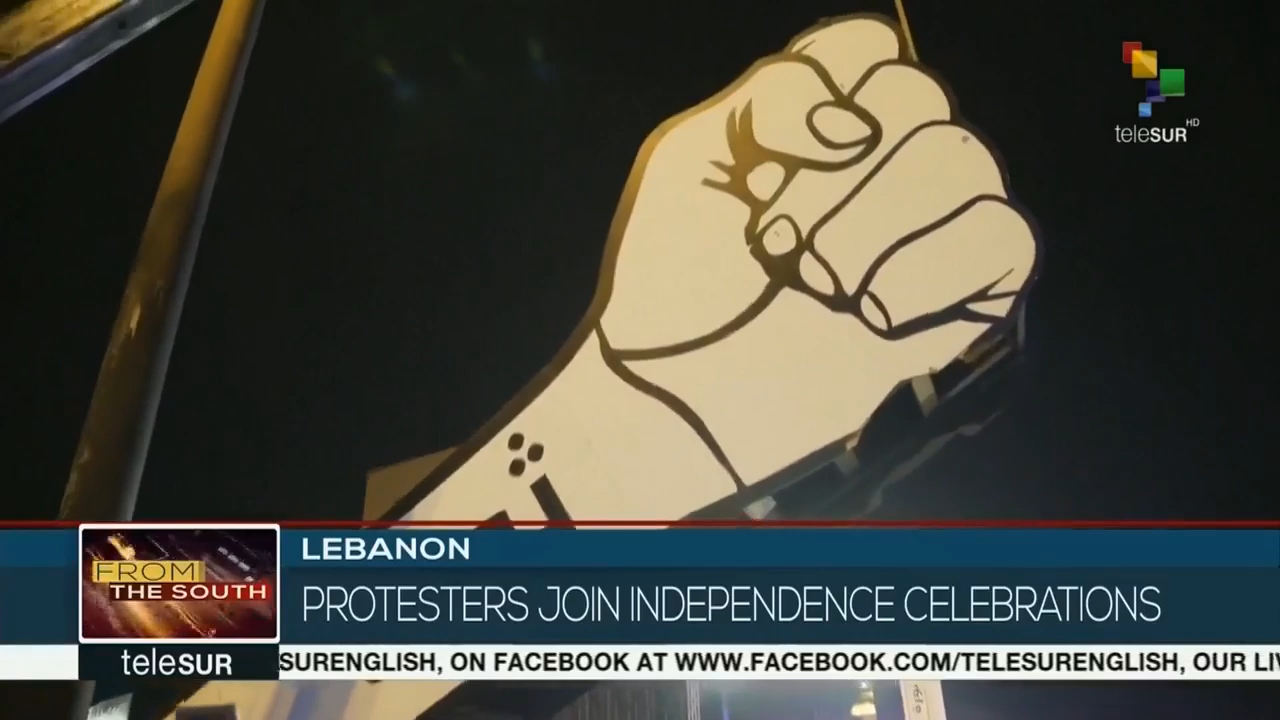 teleSUR HD
LEBANON
FROM
THE SOUTH
PROTESTERS JOIN INDEPENDENCE CELEBRATIONS
teleSUR
SURENGLISH, ON FACEBOOK AT WWW.FACEBOOK.COM/TELESURENGLISH, OUR LI